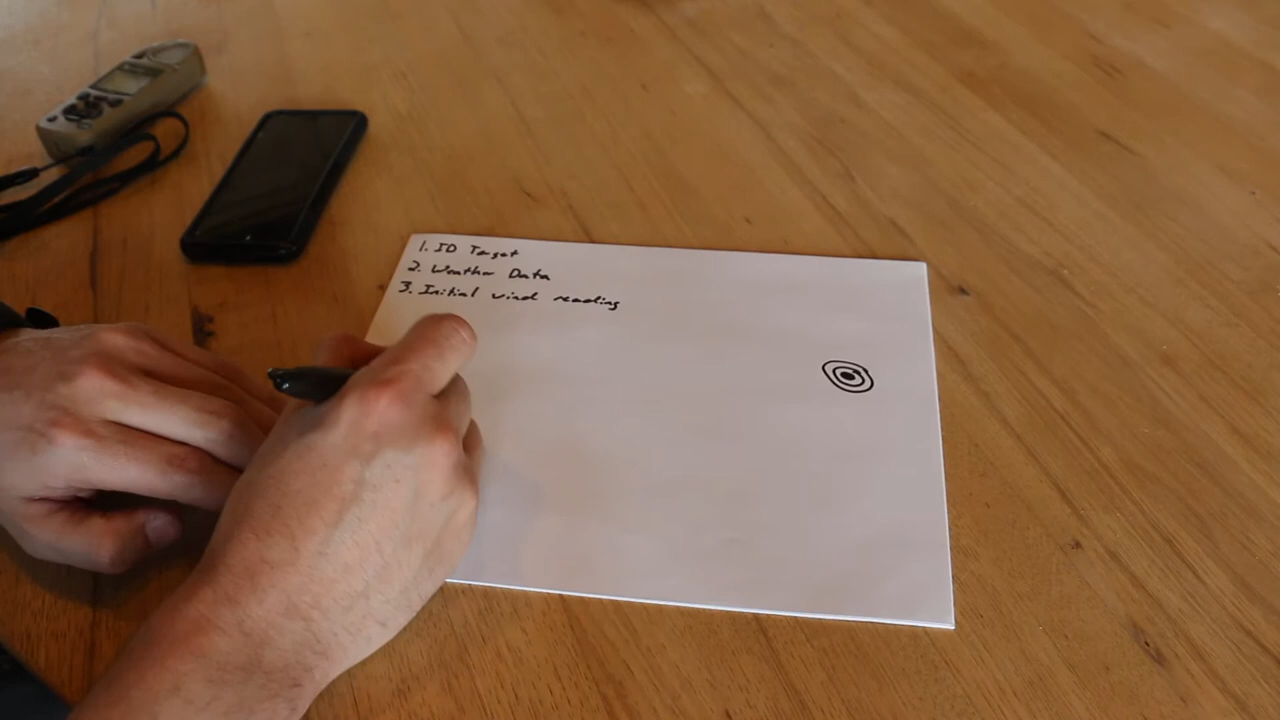 1. ID Target
2. Weather Data
3. Initial wind reading